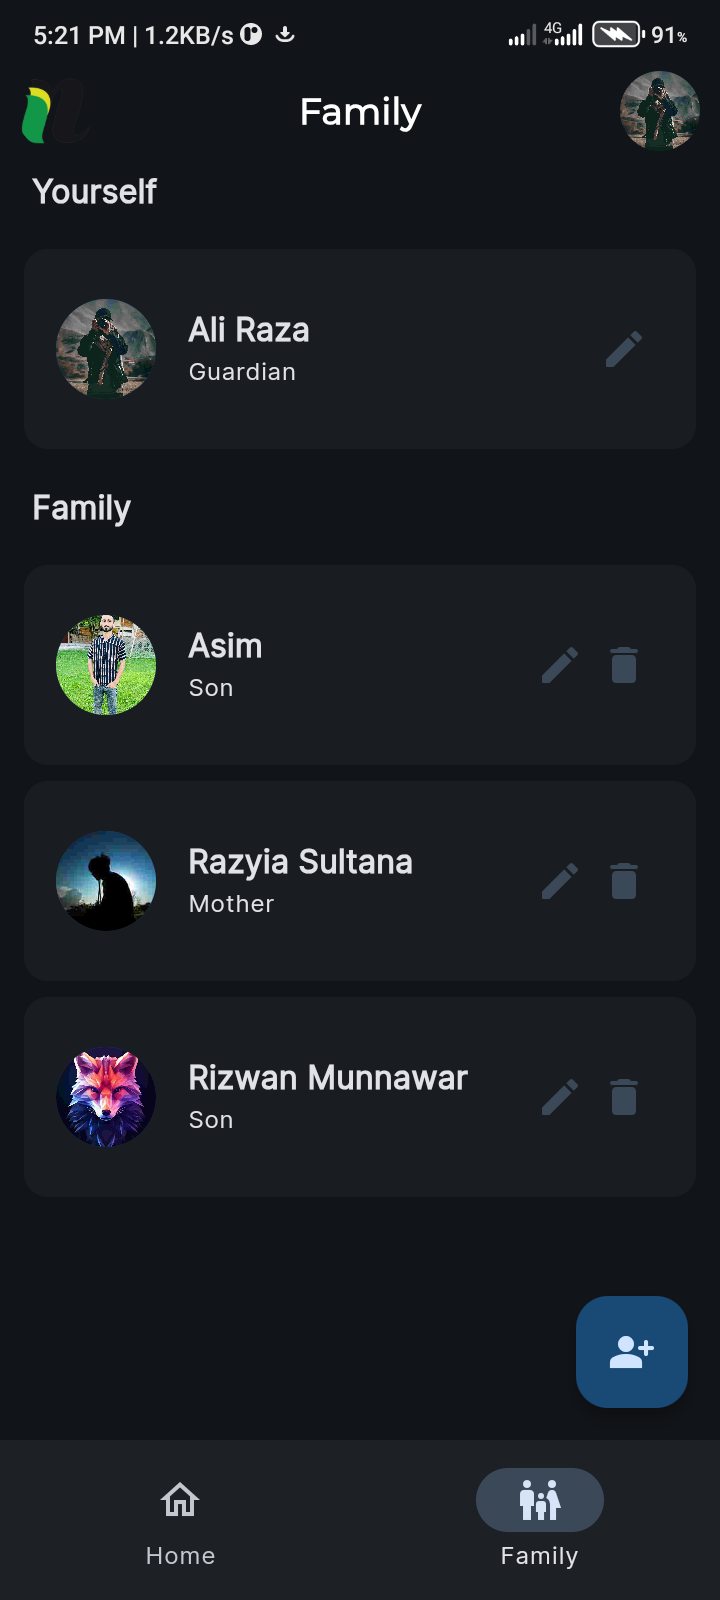 5:21 PM | 1.2KB/s 4G 91%
Family
Yourself
Ali Raza
Guardian
Family
Asim
Son
Razyia Sultana
Mother
Rizwan Munnawar
Son
Home Family